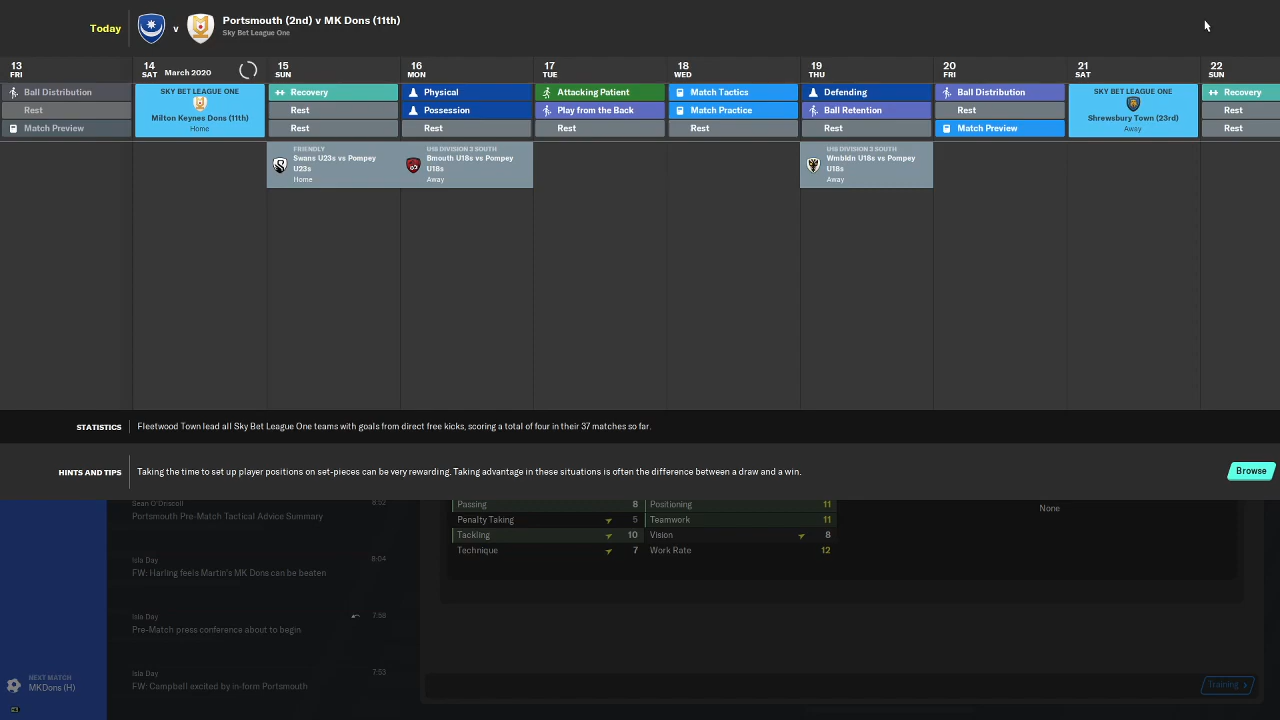 Today
v
Portsmouth (2nd) v MK Dons (11th)
Sky Bet League One
13
FRI
14
SAT
March 2020
15
SUN
16
MON
17
TUE
18
WED
19
THU
20
FRI
21
SAT
22
SUN
Ball Distribution
Rest
Match Preview
SKY BET LEAGUE ONE
Milton Keynes Dons (11th)
Home
Recovery
Rest
Rest
Physical
Possession
Rest
Attacking Patient
Play from the Back
Rest
Match Tactics
Match Practice
Rest
Defending
Ball Retention
Rest
Ball Distribution
Rest
Match Preview
SKY BET LEAGUE ONE
Shrewsbury Town (23rd)
Away
Recovery
Rest
Rest
FRIENDLY
Swans U23s vs Pompey
U23s
Home
U18 DIVISION 3 SOUTH
Bmouth U18s vs Pompey
U18s
Away
U18 DIVISION 3 SOUTH
Wmbldn U18s vs Pompey
U18s
Away
STATISTICS
Fleetwood Town lead all Sky Bet League One teams with goals from direct free kicks, scoring a total of four in their 37 matches so far.
HINTS AND TIPS
Taking the time to set up player positions on set-pieces can be very rewarding. Taking advantage in these situations is often the difference between a draw and a win.
Browse
Sean O'Driscoll
8:52
Portsmouth Pre-Match Tactical Advice Summary
Isla Day
8:04
FW: Harling feels Martin's MK Dons can be beaten
Isla Day
7:58
Pre-Match press conference about to begin
Isla Day
7:53
FW: Campbell excited by in-form Portsmouth
Passing 8
Penalty Taking 5
Tackling 10
Technique 7
Positioning 11
Teamwork 11
Vision 8
Work Rate 12
None
Training
NEXT MATCH
MKDons (H)